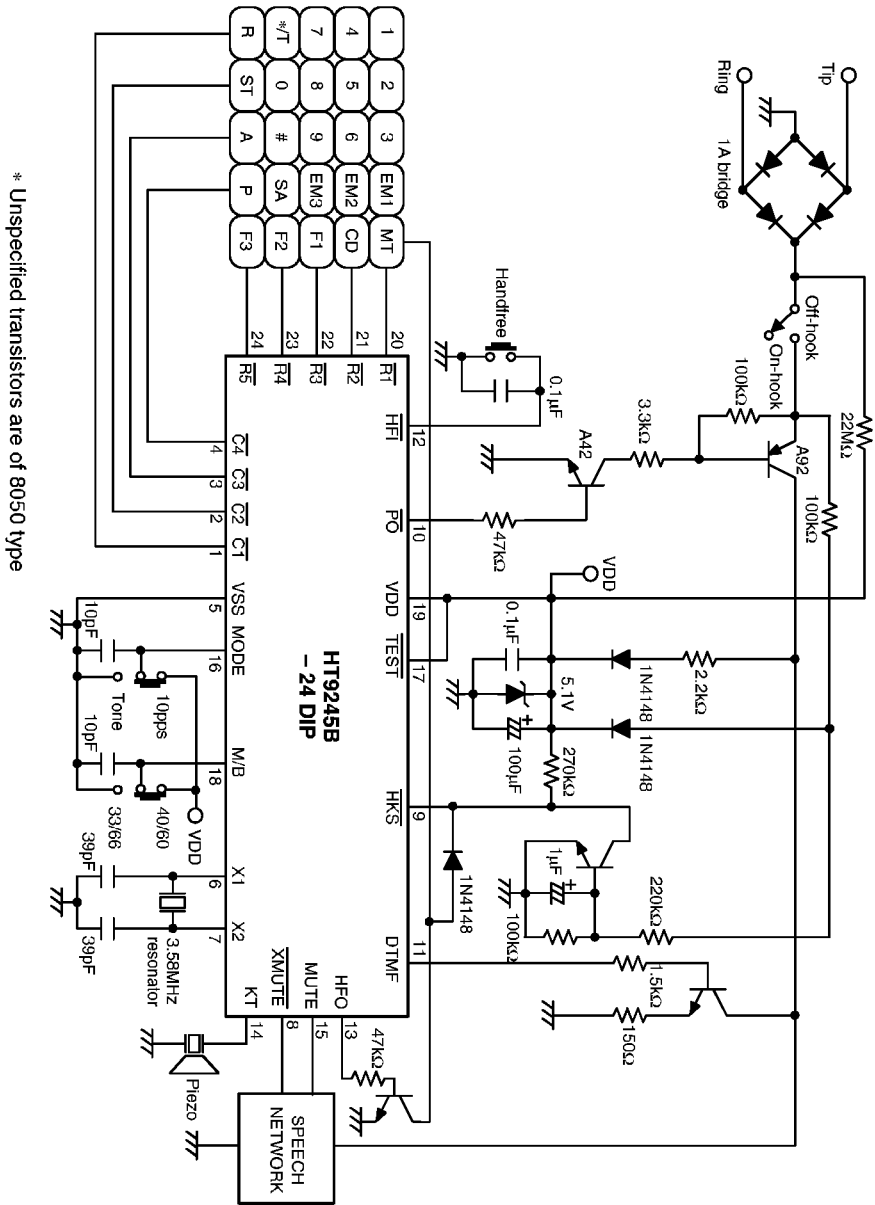 Tip
Ring
1A bridge
Off-hook
On-hook
22MΩ
100kΩ
A92
100kΩ
3.3kΩ
A42
47kΩ
VDD
2.2kΩ
1N4148
1N4148
0.1μF
5.1V
+
100μF
270kΩ
1μF
+
100kΩ
220kΩ
1N4148
1.5kΩ
150Ω
Handfree
0.1μF
1 2 3 EM1 MT
4 5 6 EM2 CD
7 8 9 EM3 F1
*/T 0 # SA F2
R ST A P F3
20 R1
21 R2
22 R3
23 R4
24 R5
12 HFI
10 PO
19 VDD
17 TEST
9 HKS
11 DTMF
HT9245B
– 24 DIP
C4 4
C3 3
C2 2
C1 1
VSS 5
MODE 16
M/B 18
X1 6
X2 7
KT 14
XMUTE 8
MUTE 15
HFO 13
47kΩ
10pF
Tone
10pps
10pF
33/66
40/60
VDD
39pF
39pF
3.58MHz
resonator
Piezo
SPEECH
NETWORK
* Unspecified transistors are of 8050 type